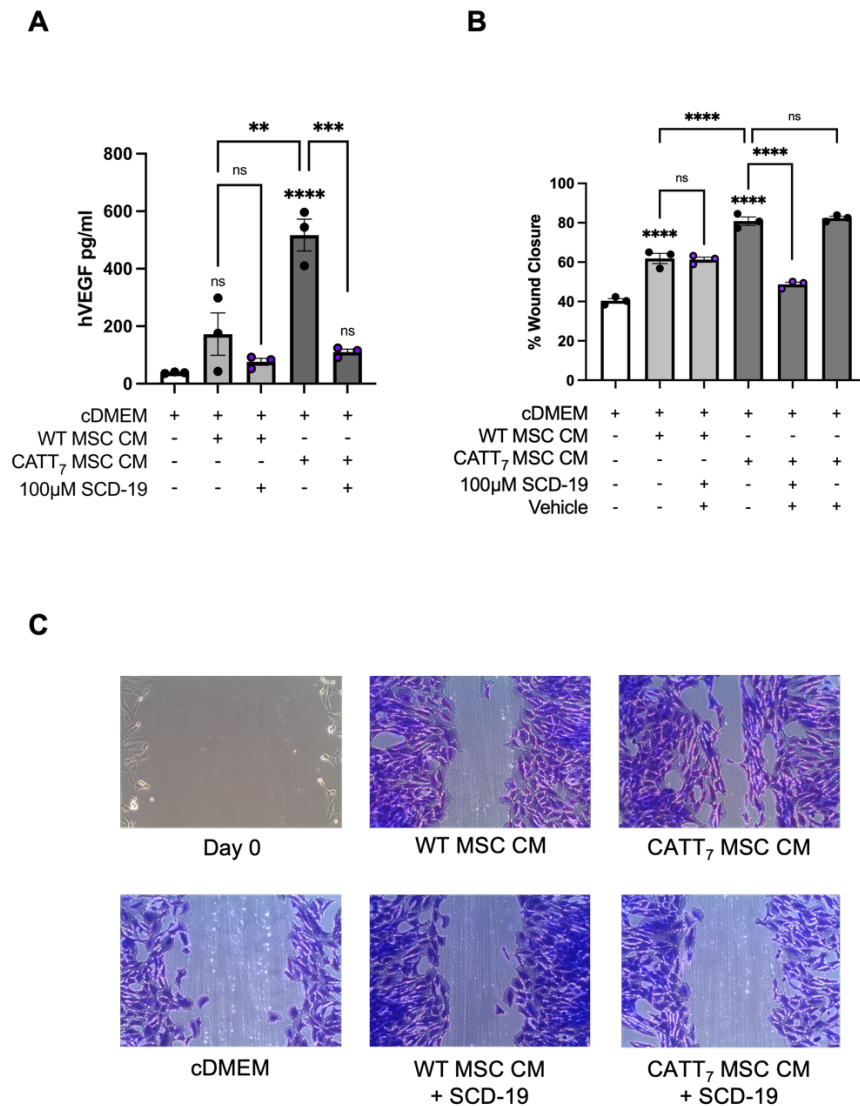 A
B
**
***
ns
****
ns
ns
800
600
400
200
0
hVEGF pg/ml
cDMEM + + + + +
WT MSC CM - + + - -
CATT7 MSC CM - - - + +
100µM SCD-19 - - + - +
****
ns
****
ns
****
****
100
80
60
40
20
0
% Wound Closure
cDMEM + + + + + +
WT MSC CM - + + - - -
CATT7 MSC CM - - - + + +
100µM SCD-19 - - + - + -
Vehicle - - + - + +
C
Day 0
WT MSC CM
CATT7 MSC CM
cDMEM
WT MSC CM
+ SCD-19
CATT7 MSC CM
+ SCD-19